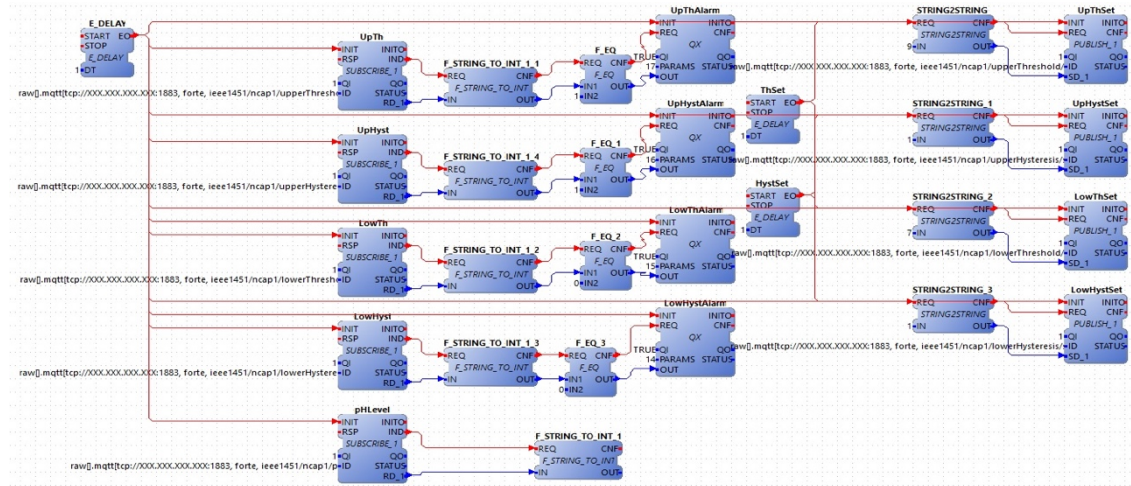 E_DELAY
START EO
STOP
E_DELAY
1 DT
UpTh
INIT INITO
RSP IND
SUBSCRIBE_1
1 QI QO
raw[].mqtt[tcp://XXX.XXX.XXX.XXX:1883, forte, ieee1451/ncap1/upperThresh ID STATUS
RD_1
F_STRING_TO_INT_1_1
REQ CNF
F_STRING_TO_INT
IN OUT
F_EQ
REQ CNF
F_EQ
IN1 OUT
1 IN2
UpThAlarm
INIT INITO
REQ CNF
QX
TRUE QI QO
17 PARAMS STATUS
OUT
STRING2STRING
REQ CNF
STRING2STRING
9 IN OUT
UpThSet
INIT INITO
REQ CNF
PUBLISH_1
1 QI QO
raw[].mqtt[tcp://XXX.XXX.XXX.XXX:1883, forte, ieee1451/ncap1/upperThreshold/ ID STATUS
SD_1
ThSet
START EO
STOP
E_DELAY
1 DT
UpHyst
INIT INITO
RSP IND
SUBSCRIBE_1
1 QI QO
raw[].mqtt[tcp://XXX.XXX.XXX.XXX:1883, forte, ieee1451/ncap1/upperHystere ID STATUS
RD_1
F_STRING_TO_INT_1_4
REQ CNF
F_STRING_TO_INT
IN OUT
F_EQ_1
REQ CNF
F_EQ
IN1 OUT
1 IN2
UpHystAlarm
INIT INITO
REQ CNF
QX
TRUE QI QO
16 PARAMS STATUS
OUT
STRING2STRING_1
REQ CNF
STRING2STRING
1 IN OUT
UpHystSet
INIT INITO
REQ CNF
PUBLISH_1
1 QI QO
raw[].mqtt[tcp://XXX.XXX.XXX.XXX:1883, forte, ieee1451/ncap1/upperHysteresis/ ID STATUS
SD_1
HystSet
START EO
STOP
E_DELAY
1 DT
LowTh
INIT INITO
RSP IND
SUBSCRIBE_1
1 QI QO
raw[].mqtt[tcp://XXX.XXX.XXX.XXX:1883, forte, ieee1451/ncap1/lowerThresh ID STATUS
RD_1
F_STRING_TO_INT_1_2
REQ CNF
F_STRING_TO_INT
IN OUT
F_EQ_2
REQ CNF
F_EQ
IN1 OUT
0 IN2
LowThAlarm
INIT INITO
REQ CNF
QX
TRUE QI QO
15 PARAMS STATUS
OUT
STRING2STRING_2
REQ CNF
STRING2STRING
7 IN OUT
LowThSet
INIT INITO
REQ CNF
PUBLISH_1
1 QI QO
raw[].mqtt[tcp://XXX.XXX.XXX.XXX:1883, forte, ieee1451/ncap1/lowerThreshold/ ID STATUS
SD_1
LowHyst
INIT INITO
RSP IND
SUBSCRIBE_1
1 QI QO
raw[].mqtt[tcp://XXX.XXX.XXX.XXX:1883, forte, ieee1451/ncap1/lowerHystere ID STATUS
RD_1
F_STRING_TO_INT_1_3
REQ CNF
F_STRING_TO_INT
IN OUT
F_EQ_3
REQ CNF
F_EQ
IN1 OUT
0 IN2
LowHystAlarm
INIT INITO
REQ CNF
QX
TRUE QI QO
14 PARAMS STATUS
OUT
STRING2STRING_3
REQ CNF
STRING2STRING
1 IN OUT
LowHystSet
INIT INITO
REQ CNF
PUBLISH_1
1 QI QO
raw[].mqtt[tcp://XXX.XXX.XXX.XXX:1883, forte, ieee1451/ncap1/lowerHysteresis/ ID STATUS
SD_1
pHLevel
INIT INITO
RSP IND
SUBSCRIBE_1
1 QI QO
raw[].mqtt[tcp://XXX.XXX.XXX.XXX:1883, forte, ieee1451/ncap1/p ID STATUS
RD_1
F_STRING_TO_INT_1
REQ CNF
F_STRING_TO_INT
IN OUT